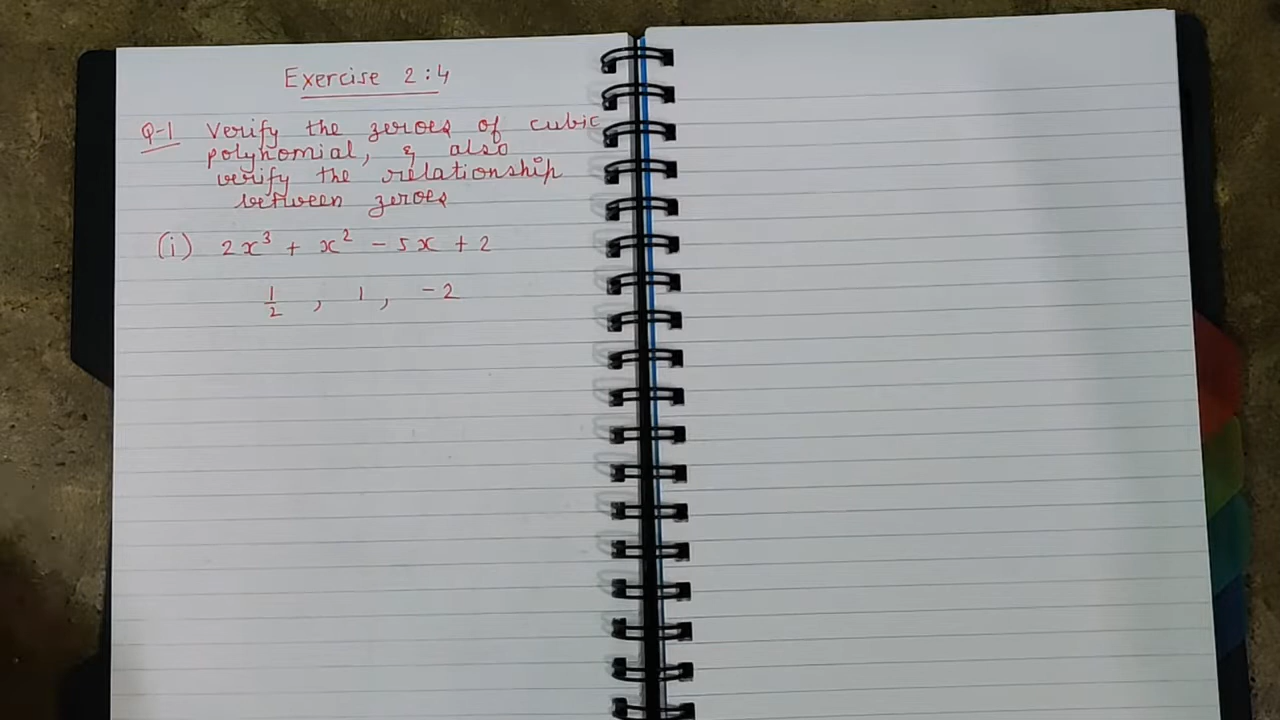 Exercise 2:4
Q-1 Verify the zeroes of cubic
polynomial, & also
verify the relationship
between zeroes
(i) 2x³ + x² - 5x + 2
1/2, 1, -2